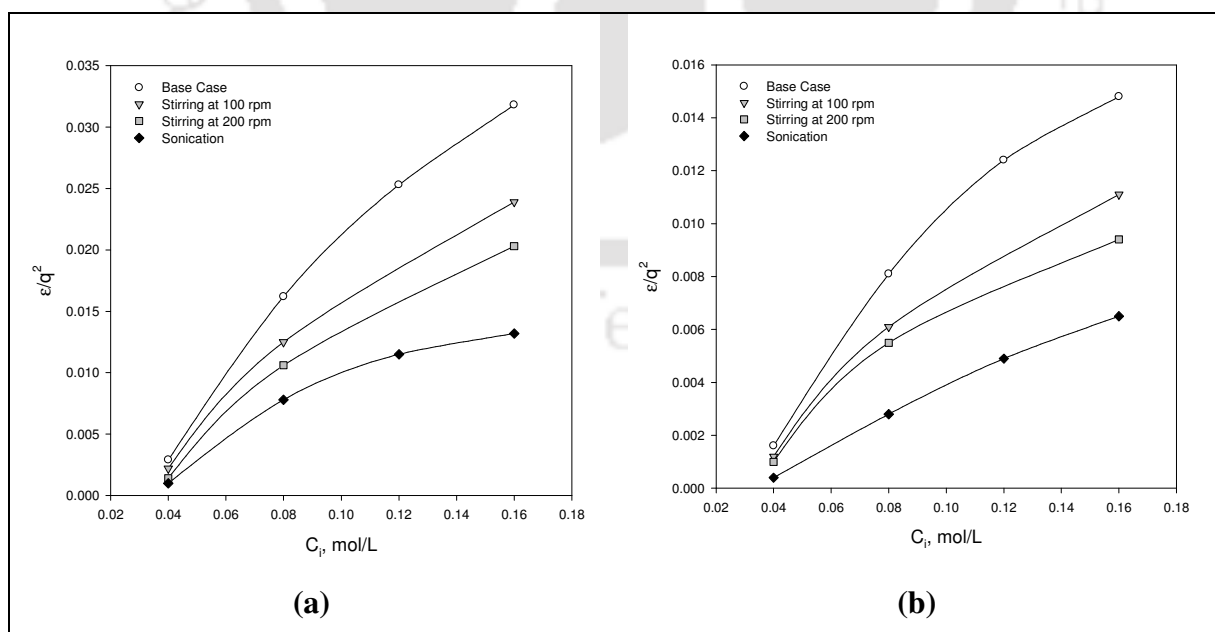 0.035
0.030
0.025
0.020
0.015
0.010
0.005
0.000
ε/q²
Base Case
Stirring at 100 rpm
Stirring at 200 rpm
Sonication
0.02 0.04 0.06 0.08 0.10 0.12 0.14 0.16 0.18
Cᵢ, mol/L
(a)
0.016
0.014
0.012
0.010
0.008
0.006
0.004
0.002
0.000
ε/q²
Base Case
Stirring at 100 rpm
Stirring at 200 rpm
Sonication
0.02 0.04 0.06 0.08 0.10 0.12 0.14 0.16 0.18
Cᵢ, mol/L
(b)